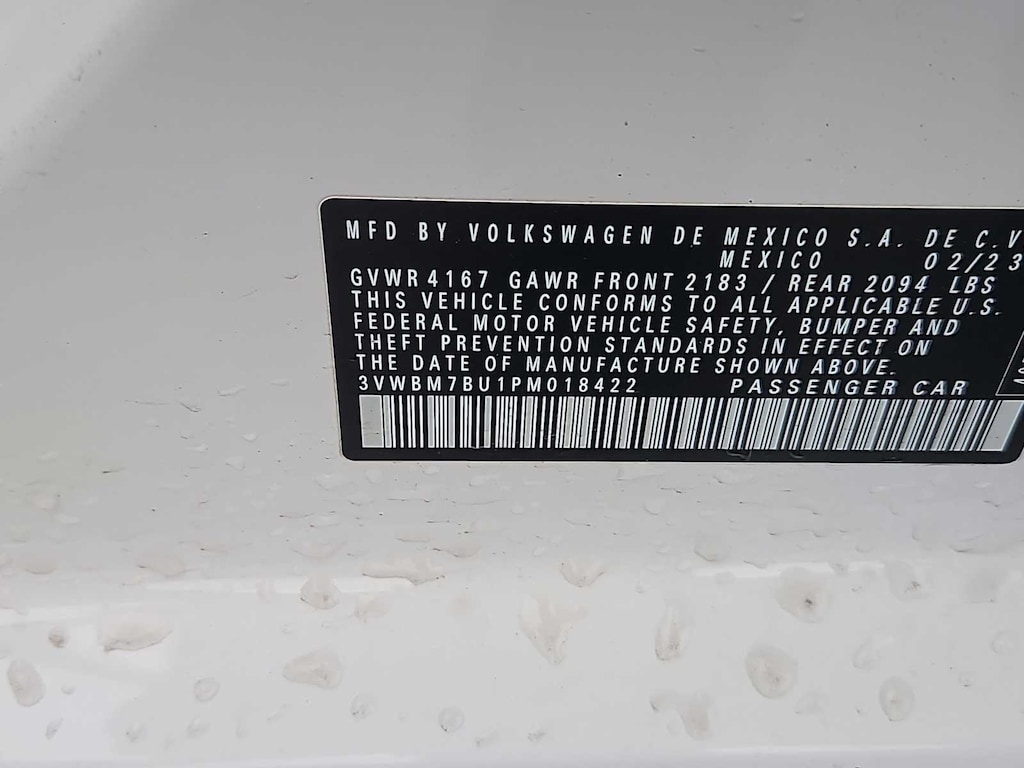 MFD BY VOLKSWAGEN DE MEXICO S.A. DE C.V
MEXICO 02/23
GVWR 4167 GAWR FRONT 2183 / REAR 2094 LBS
THIS VEHICLE CONFORMS TO ALL APPLICABLE U.S.
FEDERAL MOTOR VEHICLE SAFETY, BUMPER AND
THEFT PREVENTION STANDARDS IN EFFECT ON
THE DATE OF MANUFACTURE SHOWN ABOVE.
3VWBM7BU1PM018422 PASSENGER CAR